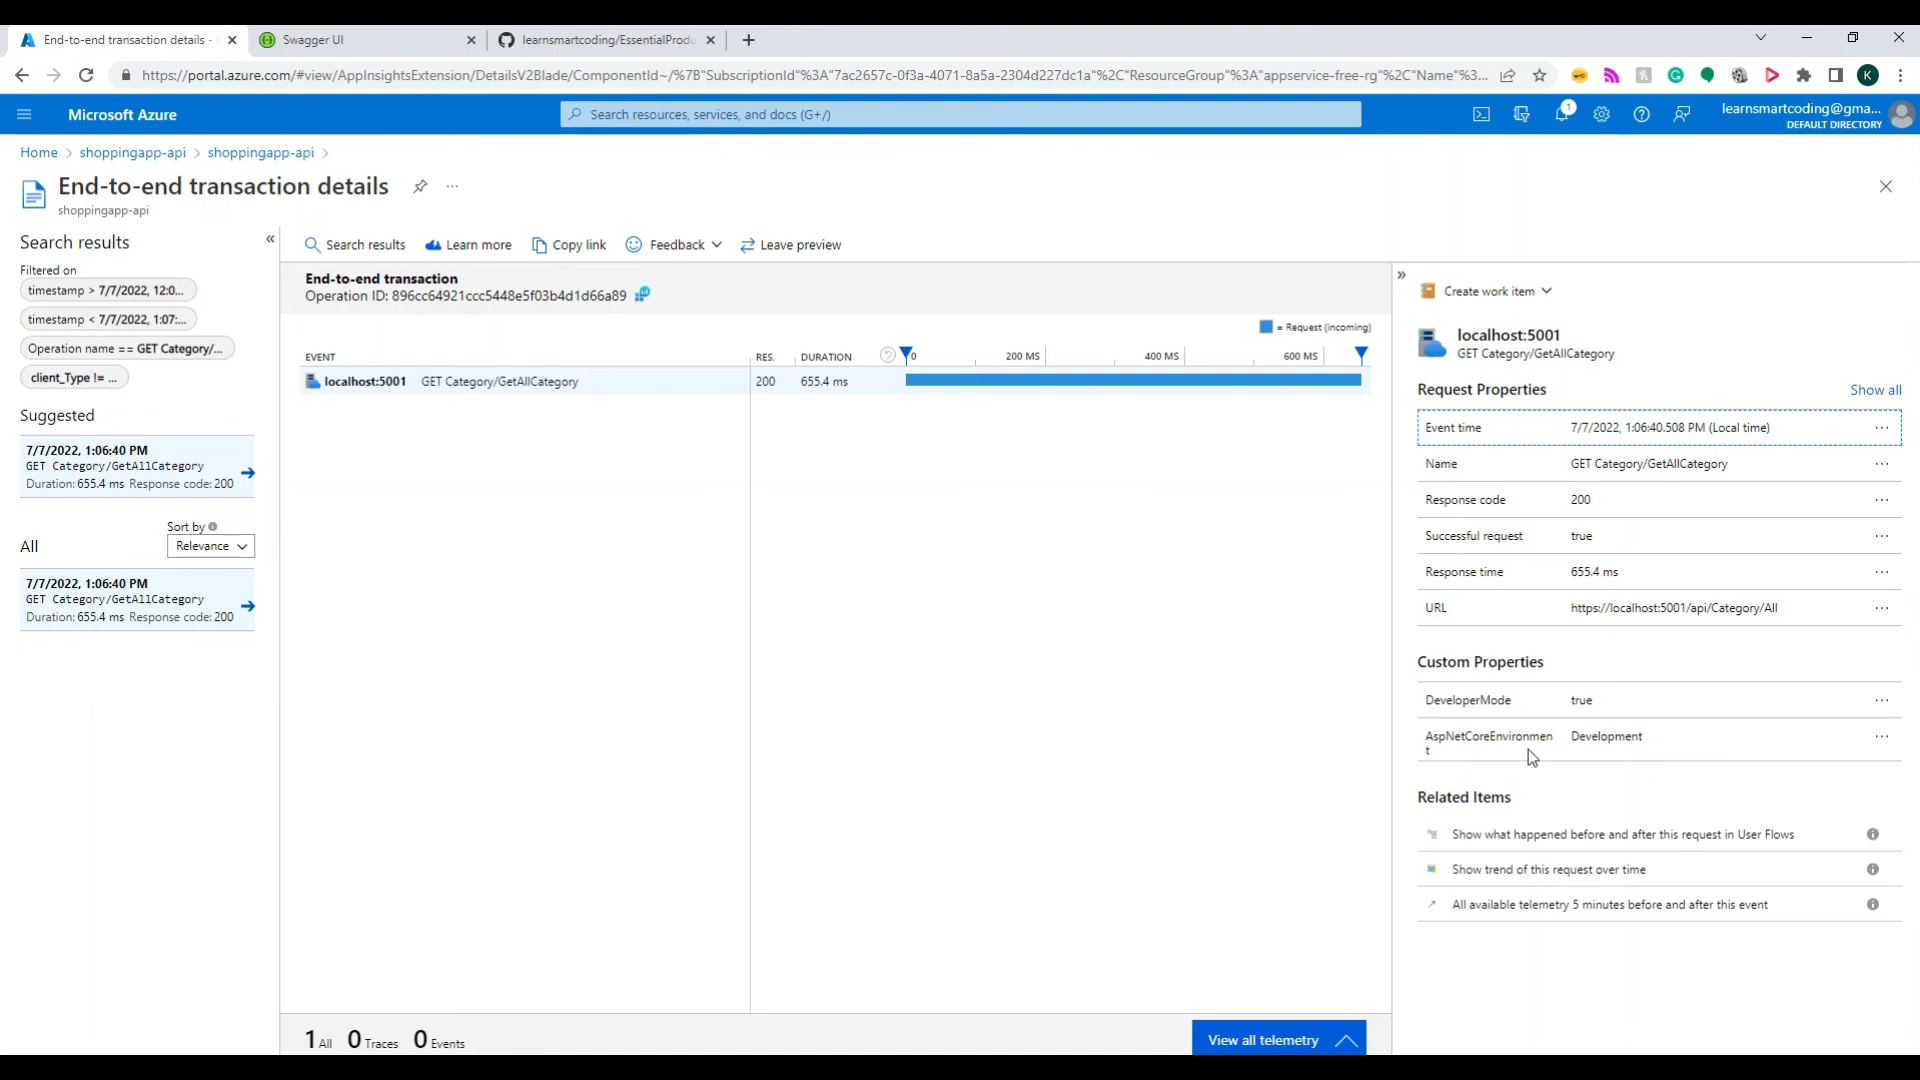 End-to-end transaction details -
Swagger UI
learnsmartcoding/EssentialProdu
https://portal.azure.com/#view/AppInsightsExtension/DetailsV2Blade/ComponentId~/%7B"SubscriptionId"%3A"7ac2657c-0f3a-4071-8a5a-2304d227dc1a"%2C"ResourceGroup"%3A"appservice-free-rg"%2C"Name"%3...
K
Microsoft Azure
Search resources, services, and docs (G+/)
1
learnsmartcoding@gma...
DEFAULT DIRECTORY
Home > shoppingapp-api > shoppingapp-api >
End-to-end transaction details
shoppingapp-api
Search results
Filtered on
timestamp > 7/7/2022, 12:0...
timestamp < 7/7/2022, 1:07:...
Operation name == GET Category/...
client_Type != ...
Suggested
7/7/2022, 1:06:40 PM
GET Category/GetAllCategory
Duration: 655.4 ms Response code: 200
Sort by
All
Relevance
7/7/2022, 1:06:40 PM
GET Category/GetAllCategory
Duration: 655.4 ms Response code: 200
Search results Learn more Copy link Feedback Leave preview
End-to-end transaction
Operation ID: 896cc64921ccc5448e5f03b4d1d66a89
= Request (incoming)
EVENT RES. DURATION 0 200 MS 400 MS 600 MS
localhost:5001 GET Category/GetAllCategory 200 655.4 ms
1 All 0 Traces 0 Events
View all telemetry
Create work item
localhost:5001
GET Category/GetAllCategory
Request Properties Show all
Event time 7/7/2022, 1:06:40.508 PM (Local time) ...
Name GET Category/GetAllCategory ...
Response code 200 ...
Successful request true ...
Response time 655.4 ms ...
URL https://localhost:5001/api/Category/All ...
Custom Properties
DeveloperMode true ...
AspNetCoreEnvironmen Development ...
t
Related Items
Show what happened before and after this request in User Flows
Show trend of this request over time
All available telemetry 5 minutes before and after this event